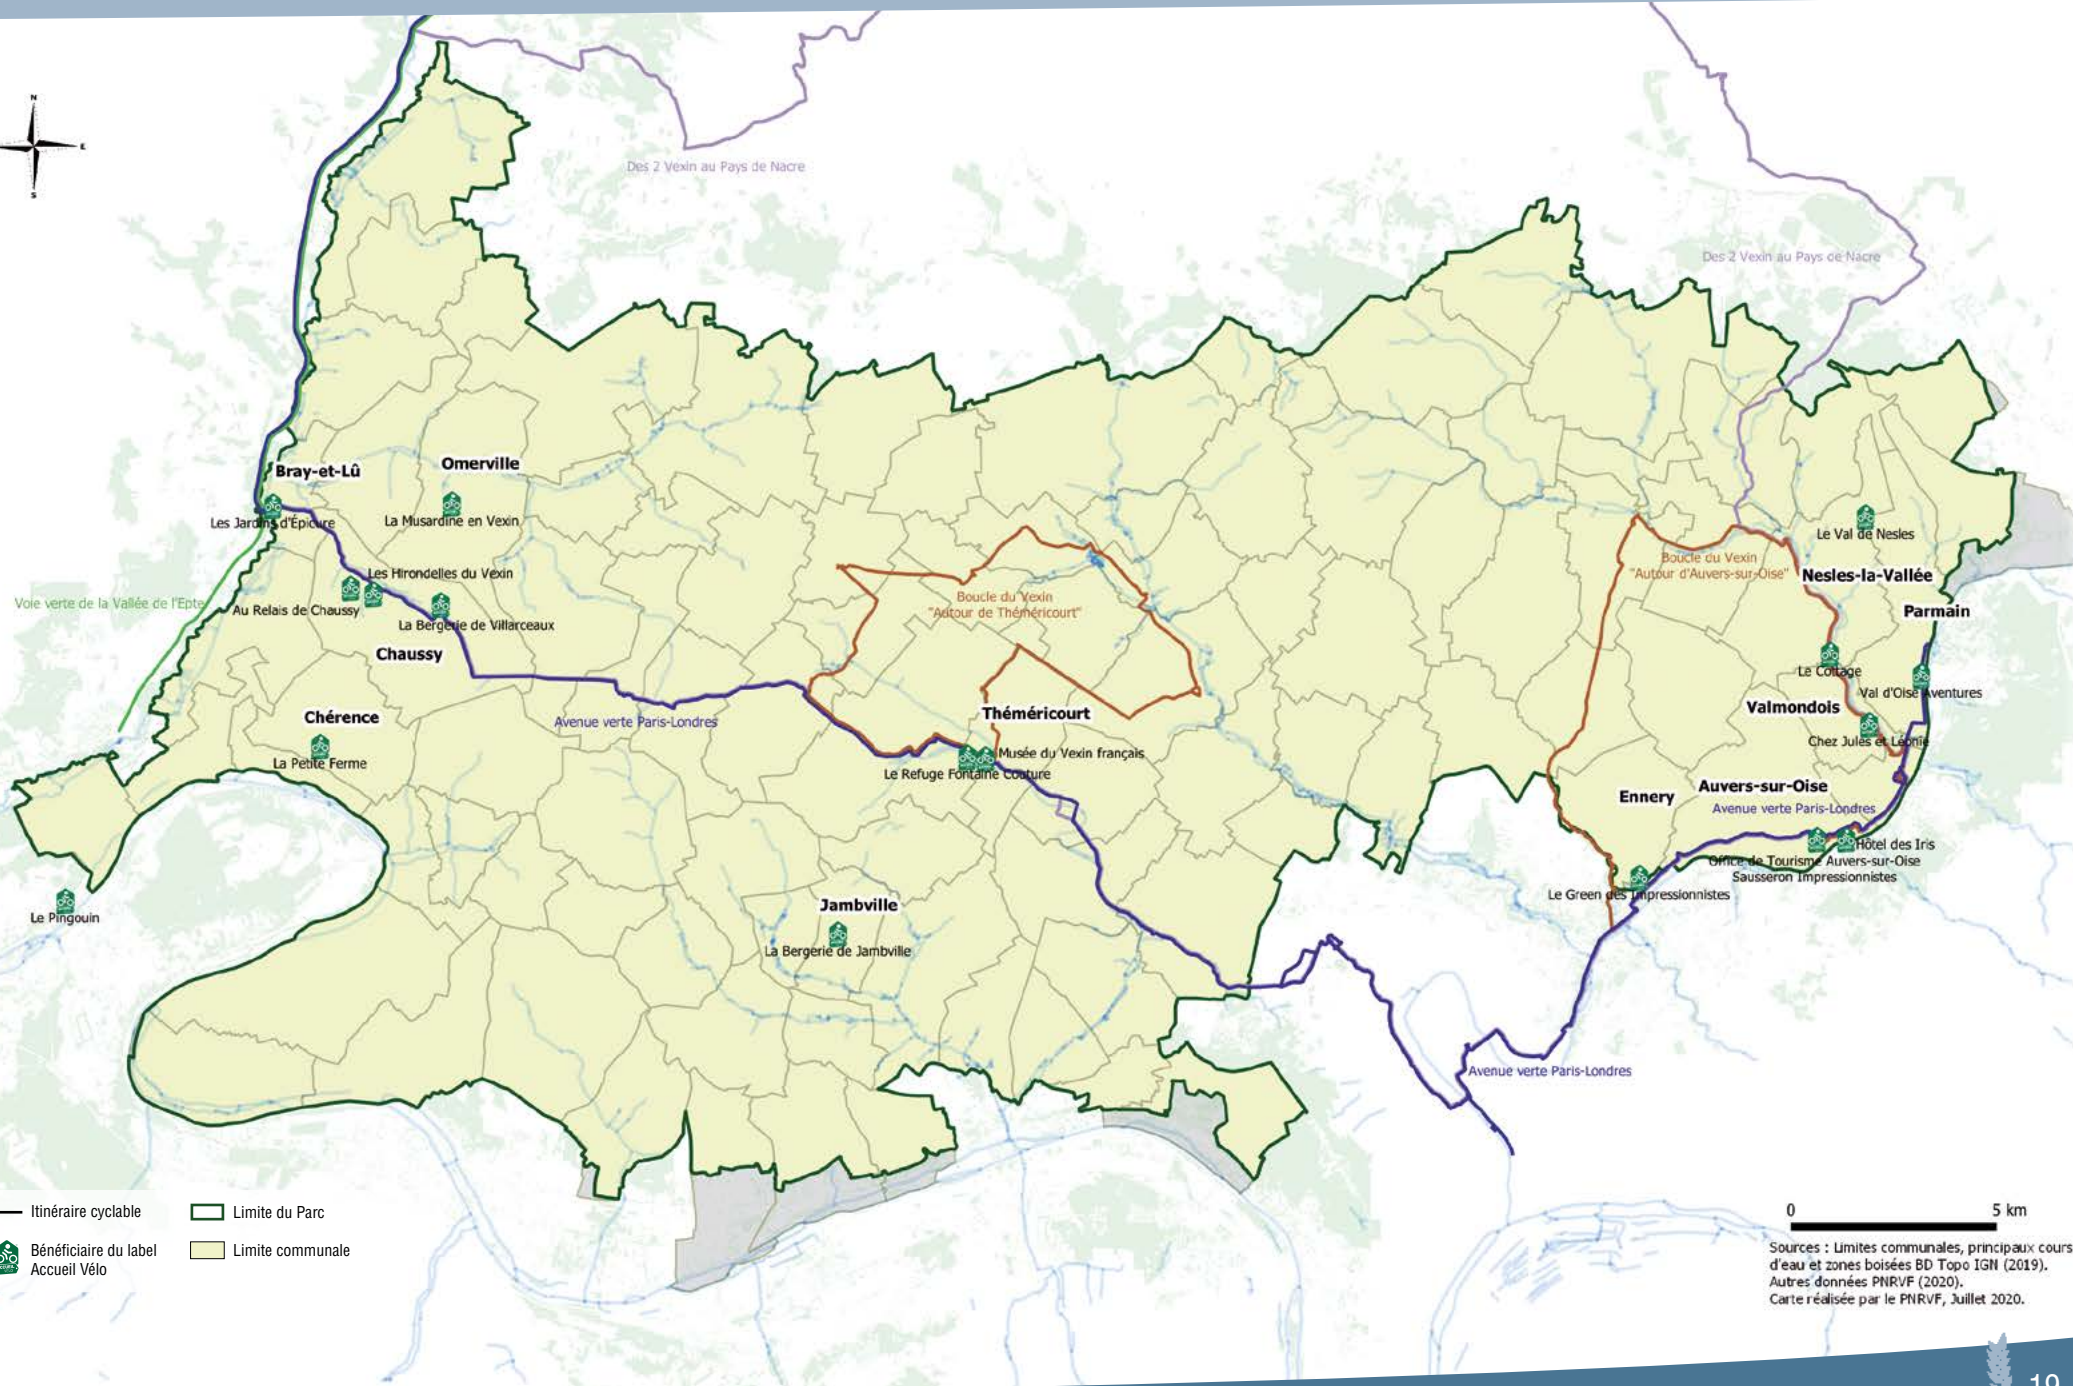 N
E
S
Des 2 Vexin au Pays de Nacre
Des 2 Vexin au Pays de Nacre
Bray-et-Lû
Omerville
Les Jardins d'Épicure
La Musardine en Vexin
Le Val de Nesles
Boucle du Vexin
"Autour d'Auvers-sur-Oise"
Nesles-la-Vallée
Les Hirondelles du Vexin
Voie verte de la Vallée de l'Epte
Au Relais de Chaussy
Boucle du Vexin
"Autour de Théméricourt"
Parmain
La Bergerie de Villarceaux
Chaussy
Le Cottage
Val d'Oise Aventures
Valmondois
Chérence
Avenue verte Paris-Londres
Théméricourt
Chez Jules et Léonie
La Petite Ferme
Musée du Vexin français
Le Refuge Fontaine Couture
Auvers-sur-Oise
Ennery
Avenue verte Paris-Londres
Hôtel des Iris
Office de Tourisme Auvers-sur-Oise
Sausseron Impressionnistes
Le Green des Impressionnistes
Le Pingouin
Jambville
La Bergerie de Jambville
Avenue verte Paris-Londres
Itinéraire cyclable
Limite du Parc
Bénéficiaire du label
Accueil Vélo
Limite communale
0 5 km
Sources : Limites communales, principaux cours
d'eau et zones boisées BD Topo IGN (2019).
Autres données PNRVF (2020).
Carte réalisée par le PNRVF, Juillet 2020.
19